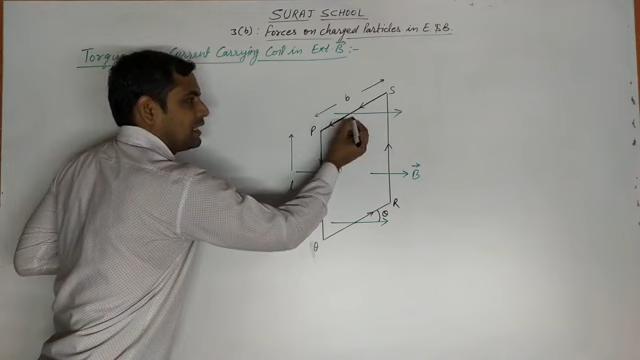 SURAJ SCHOOL
3(b): Forces on charged Particles in E & B.
Current Carrying Coil in Ext B⃗ :-
b
S
P
B⃗
R
θ
Q